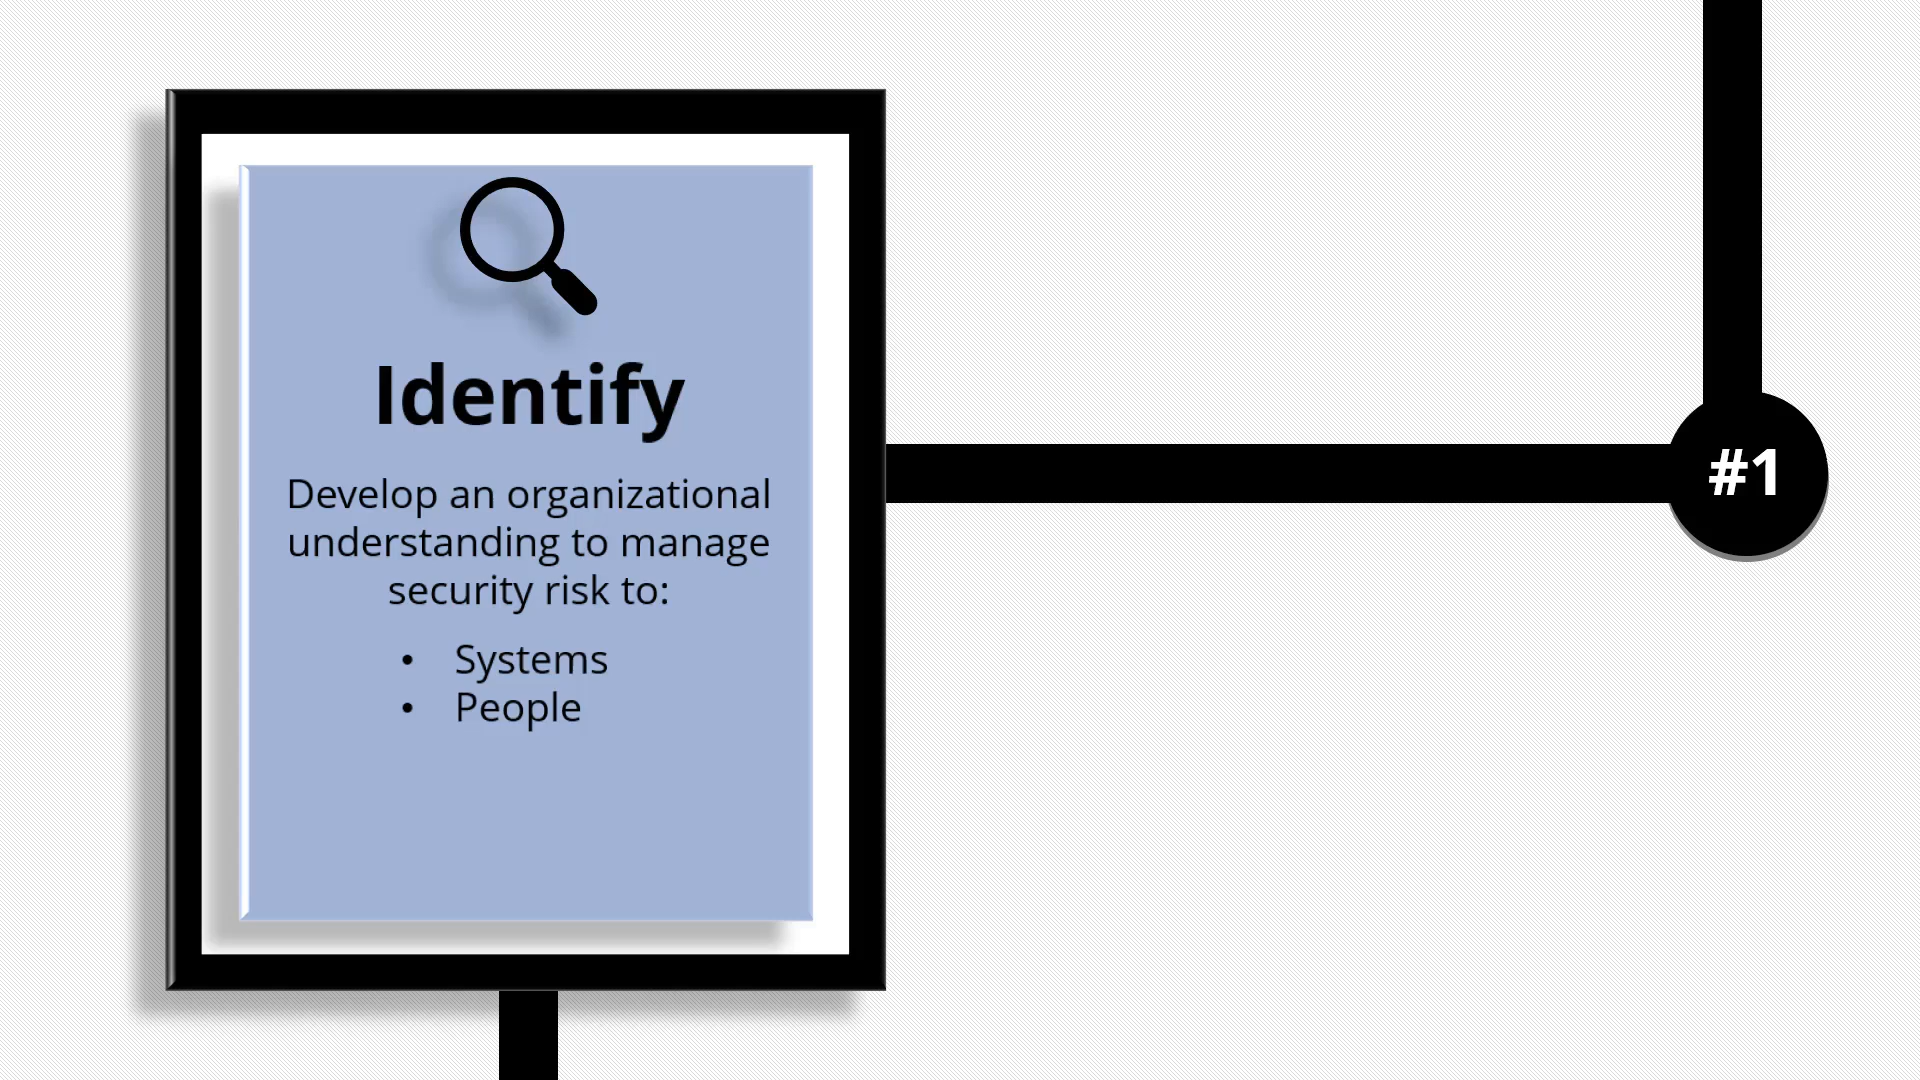 Identify
Develop an organizational
understanding to manage
security risk to:
• Systems
• People
#1